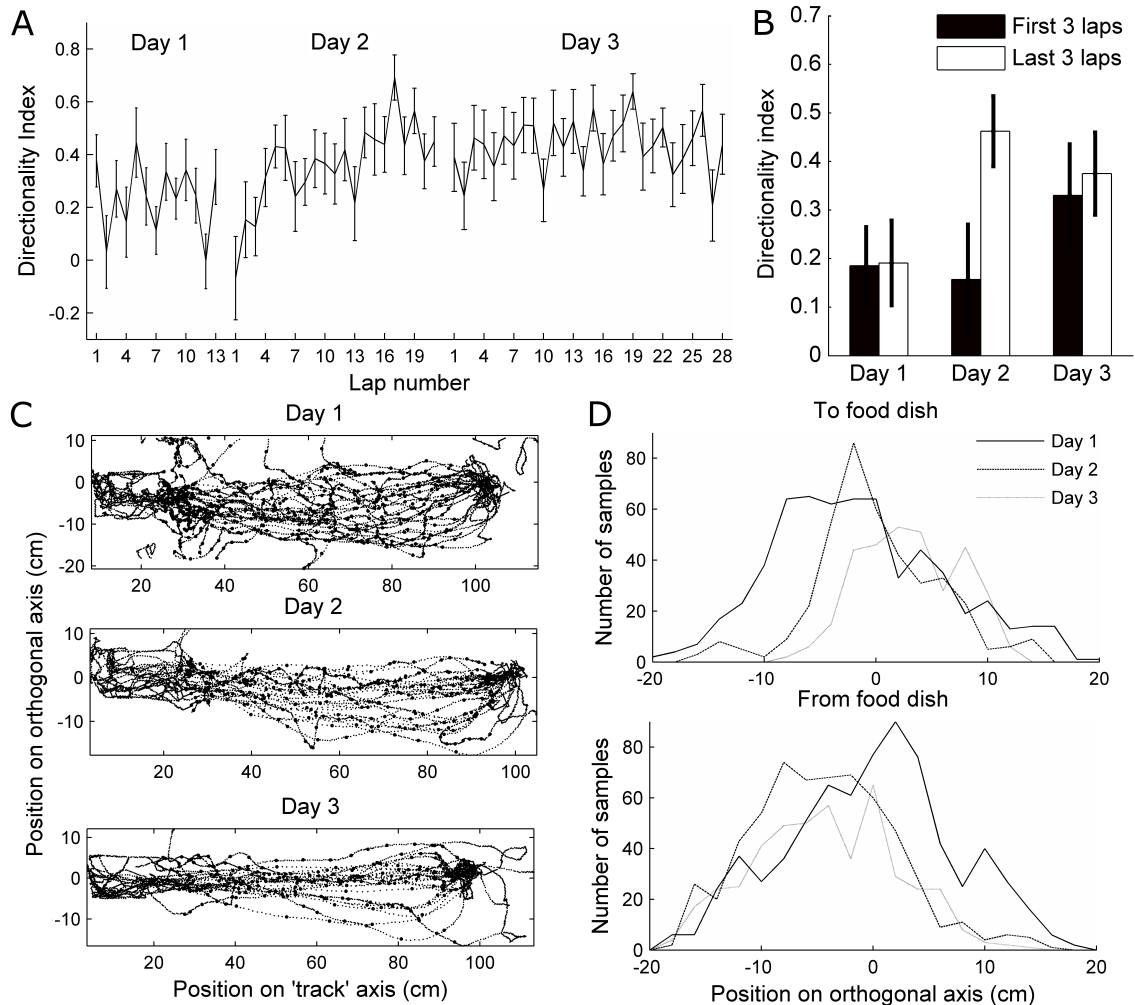 A
Day 1
Day 2
Day 3
Directionality Index
0.8
0.6
0.4
0.2
0
-0.2
1 4 7 10 13 1 4 7 10 13 16 19 1 4 7 10 13 16 19 22 25 28
Lap number
B
First 3 laps
Last 3 laps
Directionality index
0.7
0.6
0.5
0.4
0.3
0.2
0.1
0
Day 1 Day 2 Day 3
C
Position on orthogonal axis (cm)
Day 1
10
0
-10
-20
20 40 60 80 100
Day 2
10
0
-10
20 40 60 80 100
Day 3
10
0
-10
20 40 60 80 100
Position on 'track' axis (cm)
D
To food dish
Day 1
Day 2
Day 3
Number of samples
80
60
40
20
0
-20 -10 0 10 20
From food dish
Number of samples
80
60
40
20
0
-20 -10 0 10 20
Position on orthogonal axis (cm)